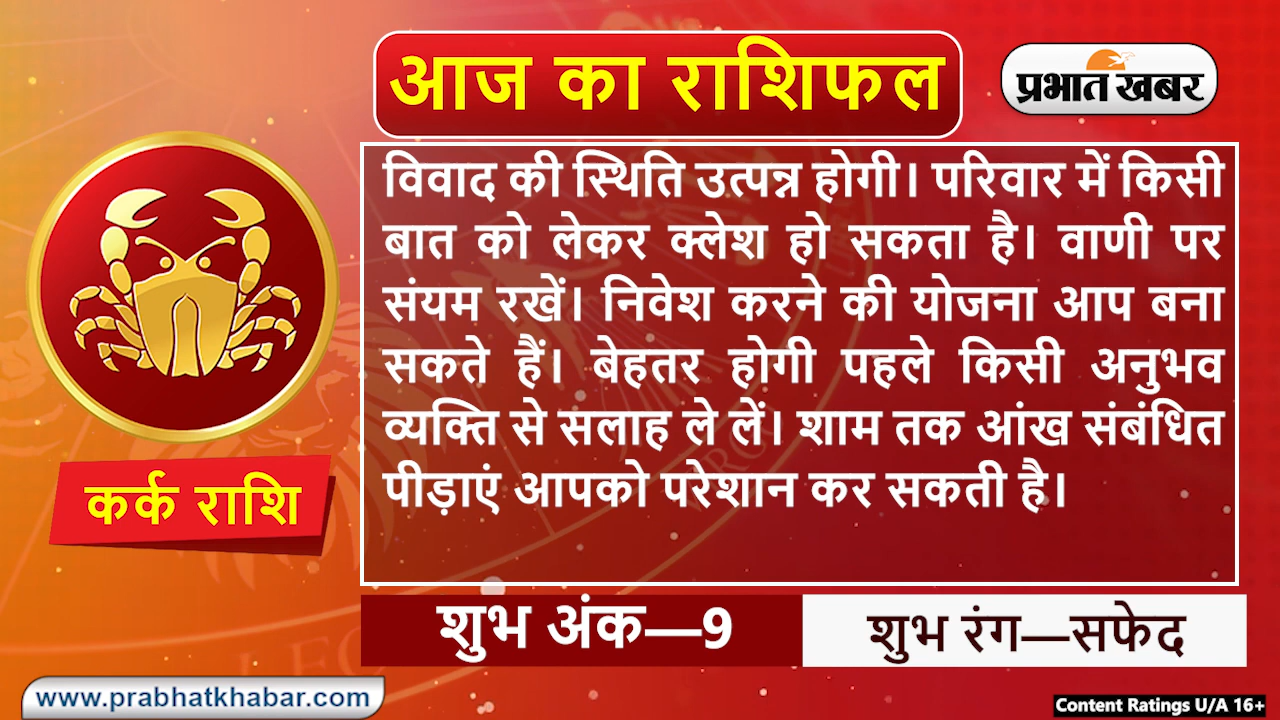 आज का राशिफल
प्रभात खबर
विवाद की स्थिति उत्पन्न होगी। परिवार में किसी
बात को लेकर क्लेश हो सकता है। वाणी पर
संयम रखें। निवेश करने की योजना आप बना
सकते हैं। बेहतर होगी पहले किसी अनुभव
व्यक्ति से सलाह ले लें। शाम तक आंख संबंधित
पीड़ाएं आपको परेशान कर सकती है।
कर्क राशि
शुभ अंक—9
शुभ रंग—सफेद
www.prabhatkhabar.com
Content Ratings U/A 16+